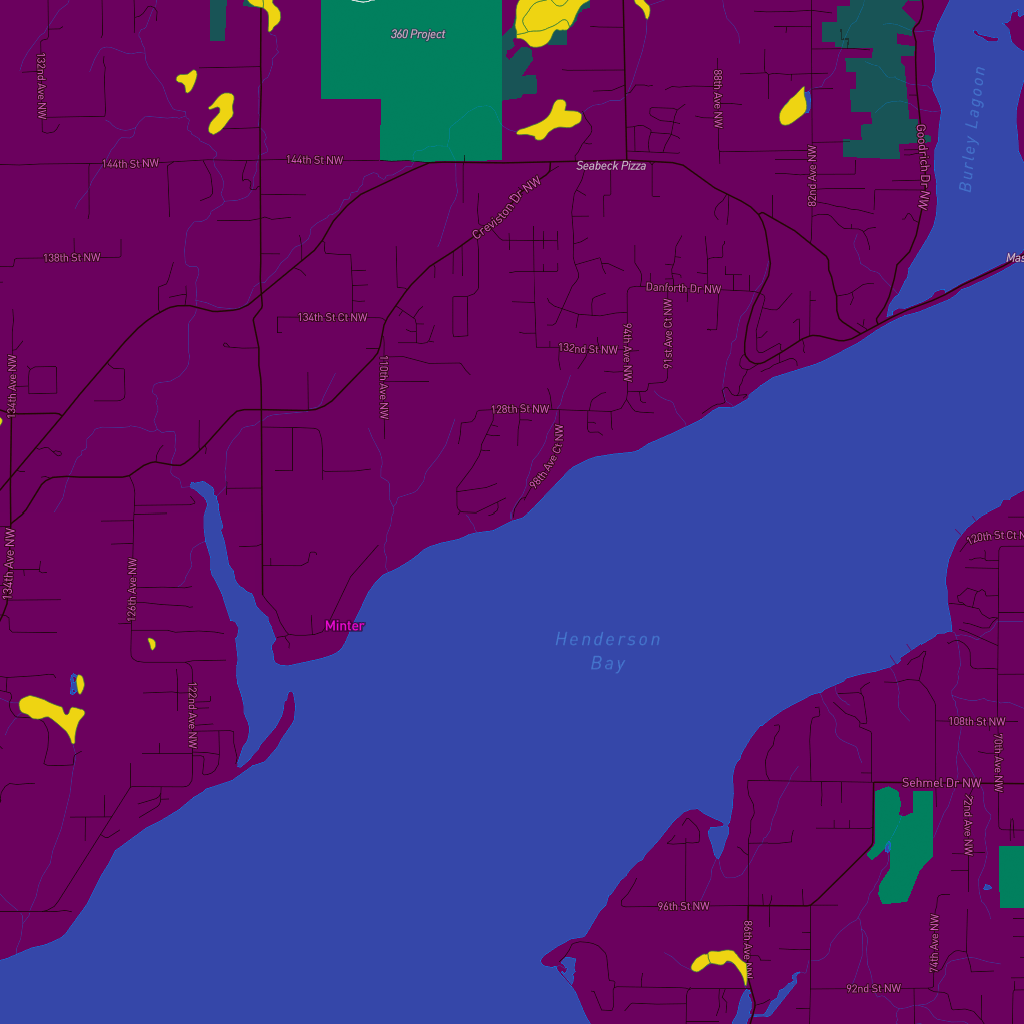 360 Project
132nd Ave NW
88th Ave NW
Burley Lagoon
Goodrich Dr NW
144th St NW
144th St NW
Seabeck Pizza
82nd Ave NW
Creviston Dr NW
138th St NW
Mas
Danforth Dr NW
134th St Ct NW
94th Ave NW
91st Ave Ct NW
132nd St NW
134th Ave NW
110th Ave NW
128th St NW
98th Ave Ct NW
134th Ave NW
120th St Ct N
126th Ave NW
Minter
Henderson
Bay
122nd Ave NW
108th St NW
70th Ave NW
Sehmel Dr NW
72nd Ave NW
96th St NW
86th Ave NW
74th Ave NW
92nd St NW